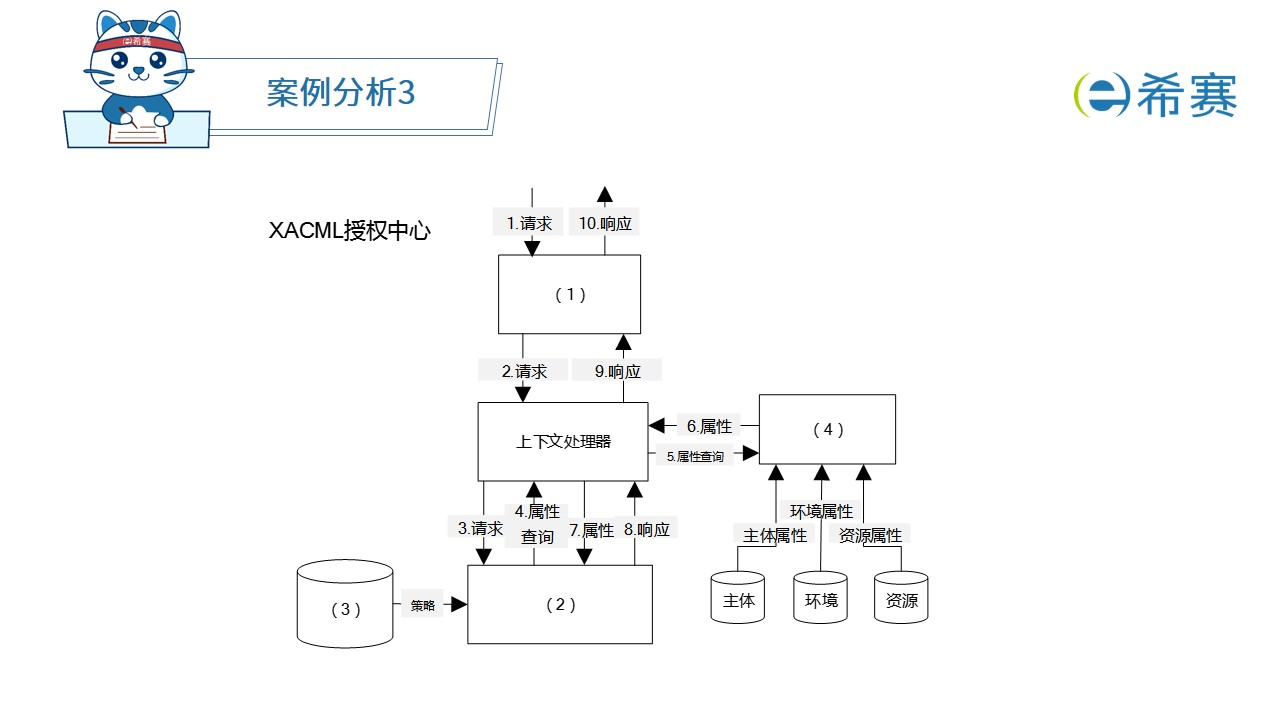 希赛
案例分析3
希赛
XACML授权中心
1.请求
10.响应
（1）
2.请求
9.响应
上下文处理器
6.属性
5.属性查询
（4）
3.请求
4.属性
查询
7.属性
8.响应
环境属性
主体属性
资源属性
（3）
策略
（2）
主体
环境
资源